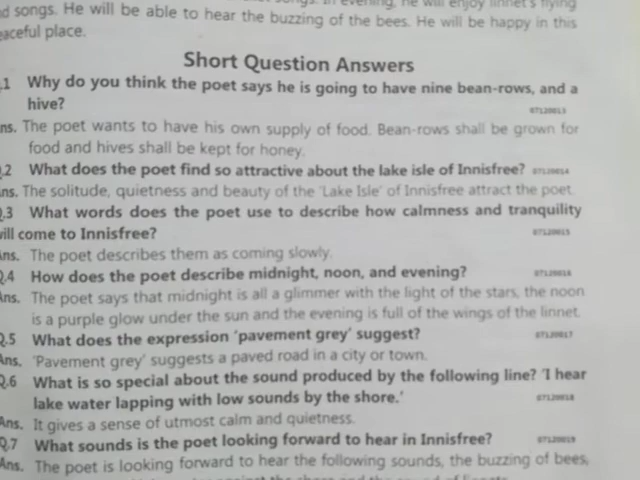 songs. He will be able to hear the buzzing of the bees. He will be happy in this
peaceful place.
Short Question Answers
.1 Why do you think the poet says he is going to have nine bean-rows, and a
hive? 07120013
ns. The poet wants to have his own supply of food. Bean-rows shall be grown for
food and hives shall be kept for honey.
.2 What does the poet find so attractive about the lake isle of Innisfree? 07120014
ns. The solitude, quietness and beauty of the 'Lake Isle' of Innisfree attract the poet.
Q.3 What words does the poet use to describe how calmness and tranquility
will come to Innisfree? 07120015
Ans. The poet describes them as coming slowly.
Q.4 How does the poet describe midnight, noon, and evening? 07120016
Ans. The poet says that midnight is all a glimmer with the light of the stars, the noon
is a purple glow under the sun and the evening is full of the wings of the linnet.
Q.5 What does the expression 'pavement grey' suggest? 07120017
Ans. 'Pavement grey' suggests a paved road in a city or town.
Q.6 What is so special about the sound produced by the following line? 'I hear
lake water lapping with low sounds by the shore.' 07120018
Ans. It gives a sense of utmost calm and quietness.
Q.7 What sounds is the poet looking forward to hear in Innisfree? 07120019
Ans. The poet is looking forward to hear the following sounds, the buzzing of bees,